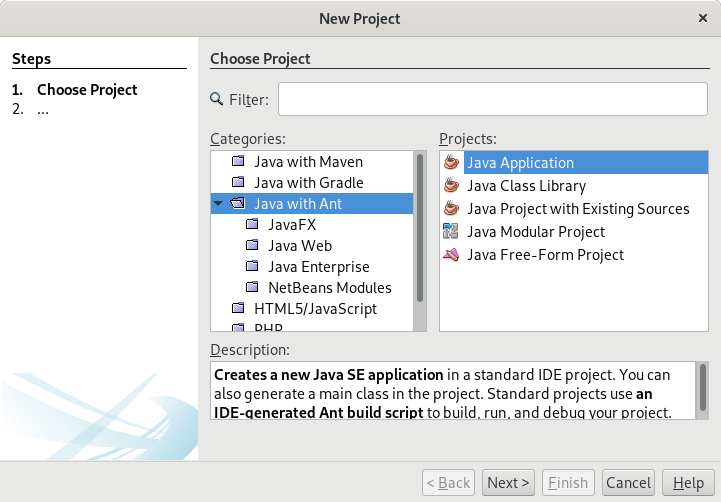 New Project
Steps
1. Choose Project
2. ...
Choose Project
Filter:
Categories:
Java with Maven
Java with Gradle
Java with Ant
JavaFX
Java Web
Java Enterprise
NetBeans Modules
HTML5/JavaScript
PHP
Projects:
Java Application
Java Class Library
Java Project with Existing Sources
Java Modular Project
Java Free-Form Project
Description:
Creates a new Java SE application in a standard IDE project. You can
also generate a main class in the project. Standard projects use an
IDE-generated Ant build script to build, run, and debug your project.
< Back
Next >
Finish
Cancel
Help